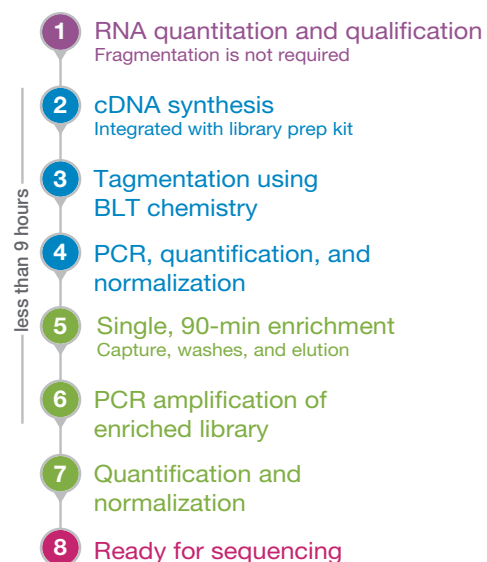 1
RNA quantitation and qualification
Fragmentation is not required
less than 9 hours
2
cDNA synthesis
Integrated with library prep kit
3
Tagmentation using
BLT chemistry
4
PCR, quantification, and
normalization
5
Single, 90-min enrichment
Capture, washes, and elution
6
PCR amplification of
enriched library
7
Quantification and
normalization
8
Ready for sequencing